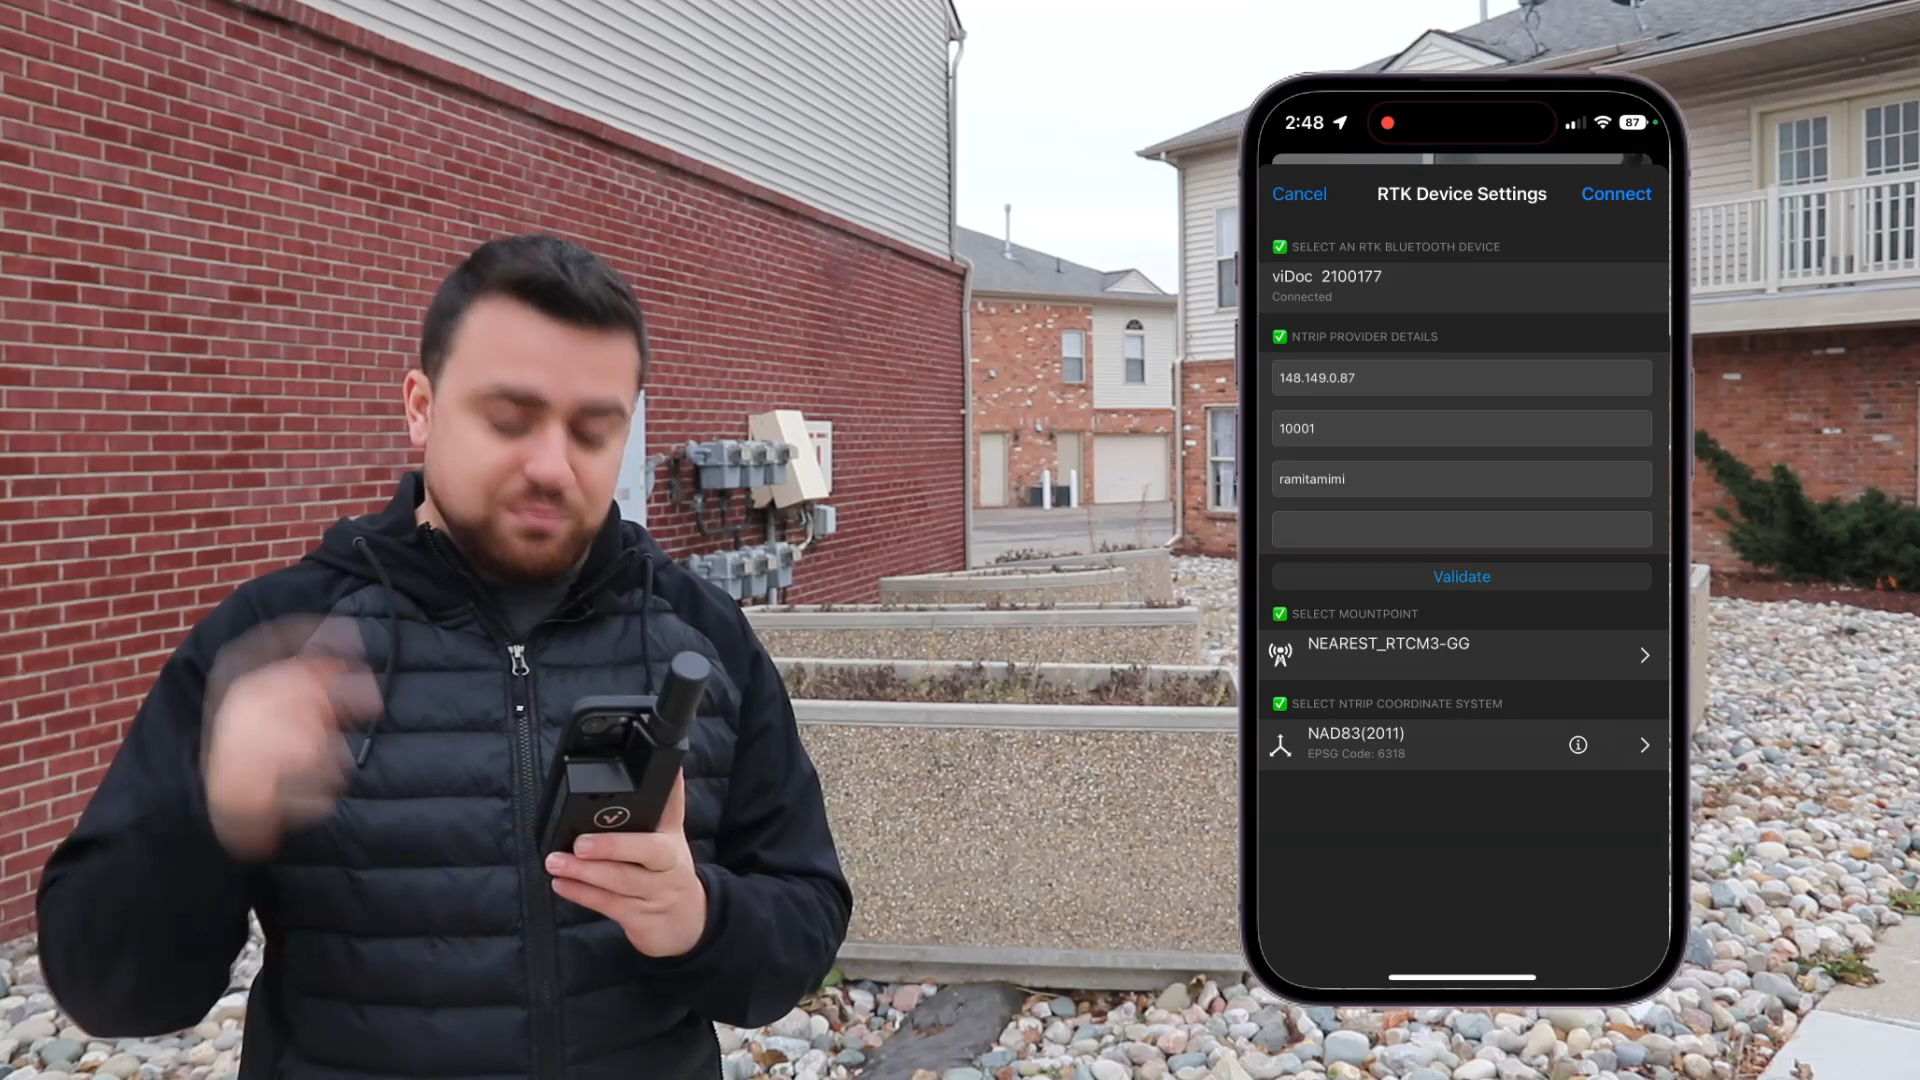 2:48
87
Cancel
RTK Device Settings
Connect
SELECT AN RTK BLUETOOTH DEVICE
viDoc 2100177
Connected
NTRIP PROVIDER DETAILS
148.149.0.87
10001
ramitamimi
Validate
SELECT MOUNTPOINT
NEAREST_RTCM3-GG
SELECT NTRIP COORDINATE SYSTEM
NAD83(2011)
EPSG Code: 6318
vi